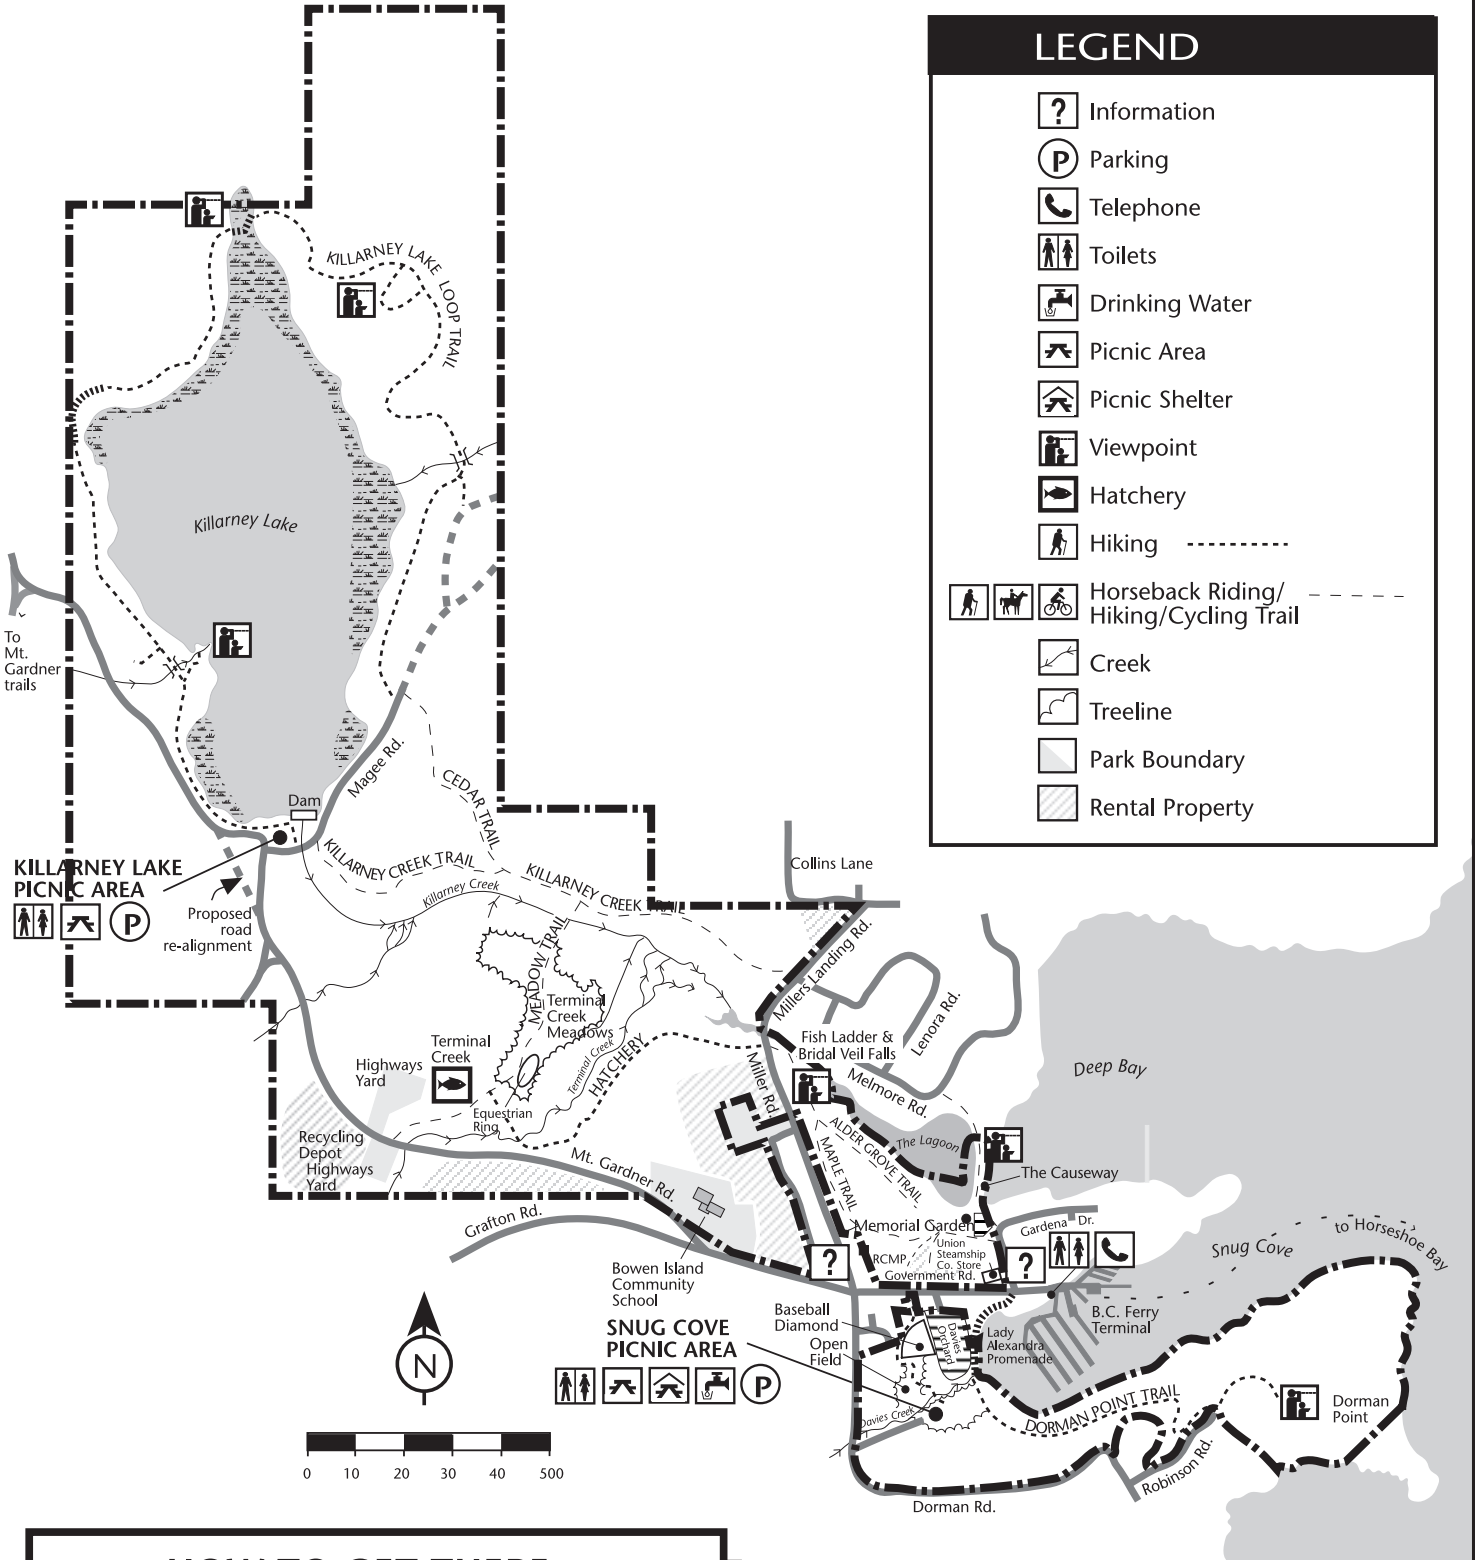 LEGEND
?
Information
P
Parking
Telephone
Toilets
Drinking Water
Picnic Area
Picnic Shelter
Viewpoint
Hatchery
Hiking
Horseback Riding/
Hiking/Cycling Trail
Creek
Treeline
Park Boundary
Rental Property
KILLARNEY LAKE
LOOP TRAIL
Killarney Lake
To
Mt.
Gardner
trails
Magee Rd.
Dam
CEDAR TRAIL
KILLARNEY LAKE
PICNIC AREA
P
Proposed
road
re-alignment
KILLARNEY CREEK TRAIL
Killarney Creek
KILLARNEY CREEK TRAIL
Collins Lane
Millers Landing Rd.
MEADOW TRAIL
Terminal
Creek
Meadows
Terminal Creek
HATCHERY
Terminal
Creek
Highways
Yard
Equestrian
Ring
Recycling
Depot
Highways
Yard
Lenora Rd.
Fish Ladder &
Bridal Veil Falls
Melmore Rd.
Miller Rd.
Deep Bay
ALDER GROVE TRAIL
The Lagoon
MAPLE TRAIL
The Causeway
Mt. Gardner Rd.
Grafton Rd.
Memorial Garden
Gardena Dr.
RCMP
Union
Steamship
Co. Store
Government Rd.
?
?
Snug Cove
to Horseshoe Bay
Bowen Island
Community
School
B.C. Ferry
Terminal
Baseball
Diamond
Open
Field
Davies
Orchard
Lady
Alexandra
Promenade
SNUG COVE
PICNIC AREA
P
N
Davies Creek
DORMAN POINT TRAIL
Dorman
Point
Robinson Rd.
Dorman Rd.
0 10 20 30 40 500
HOW TO GET THERE